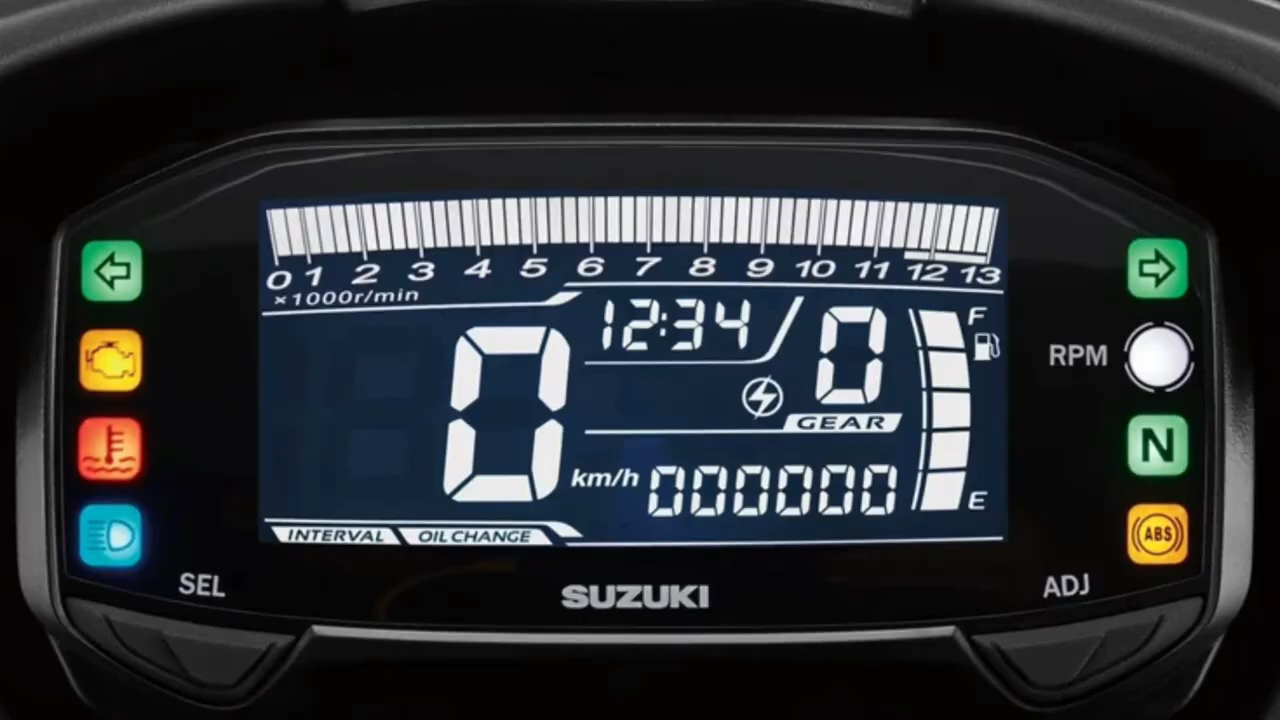 0 1 2 3 4 5 6 7 8 9 10 11 12 13
×1000r/min
12:34
0
F
RPM
0
GEAR
N
km/h
000000
E
ABS
INTERVAL OIL CHANGE
SEL
ADJ
SUZUKI